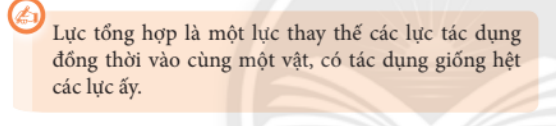 Lực tổng hợp là một lực thay thế các lực tác dụng
đồng thời vào cùng một vật, có tác dụng giống hệt
các lực ấy.